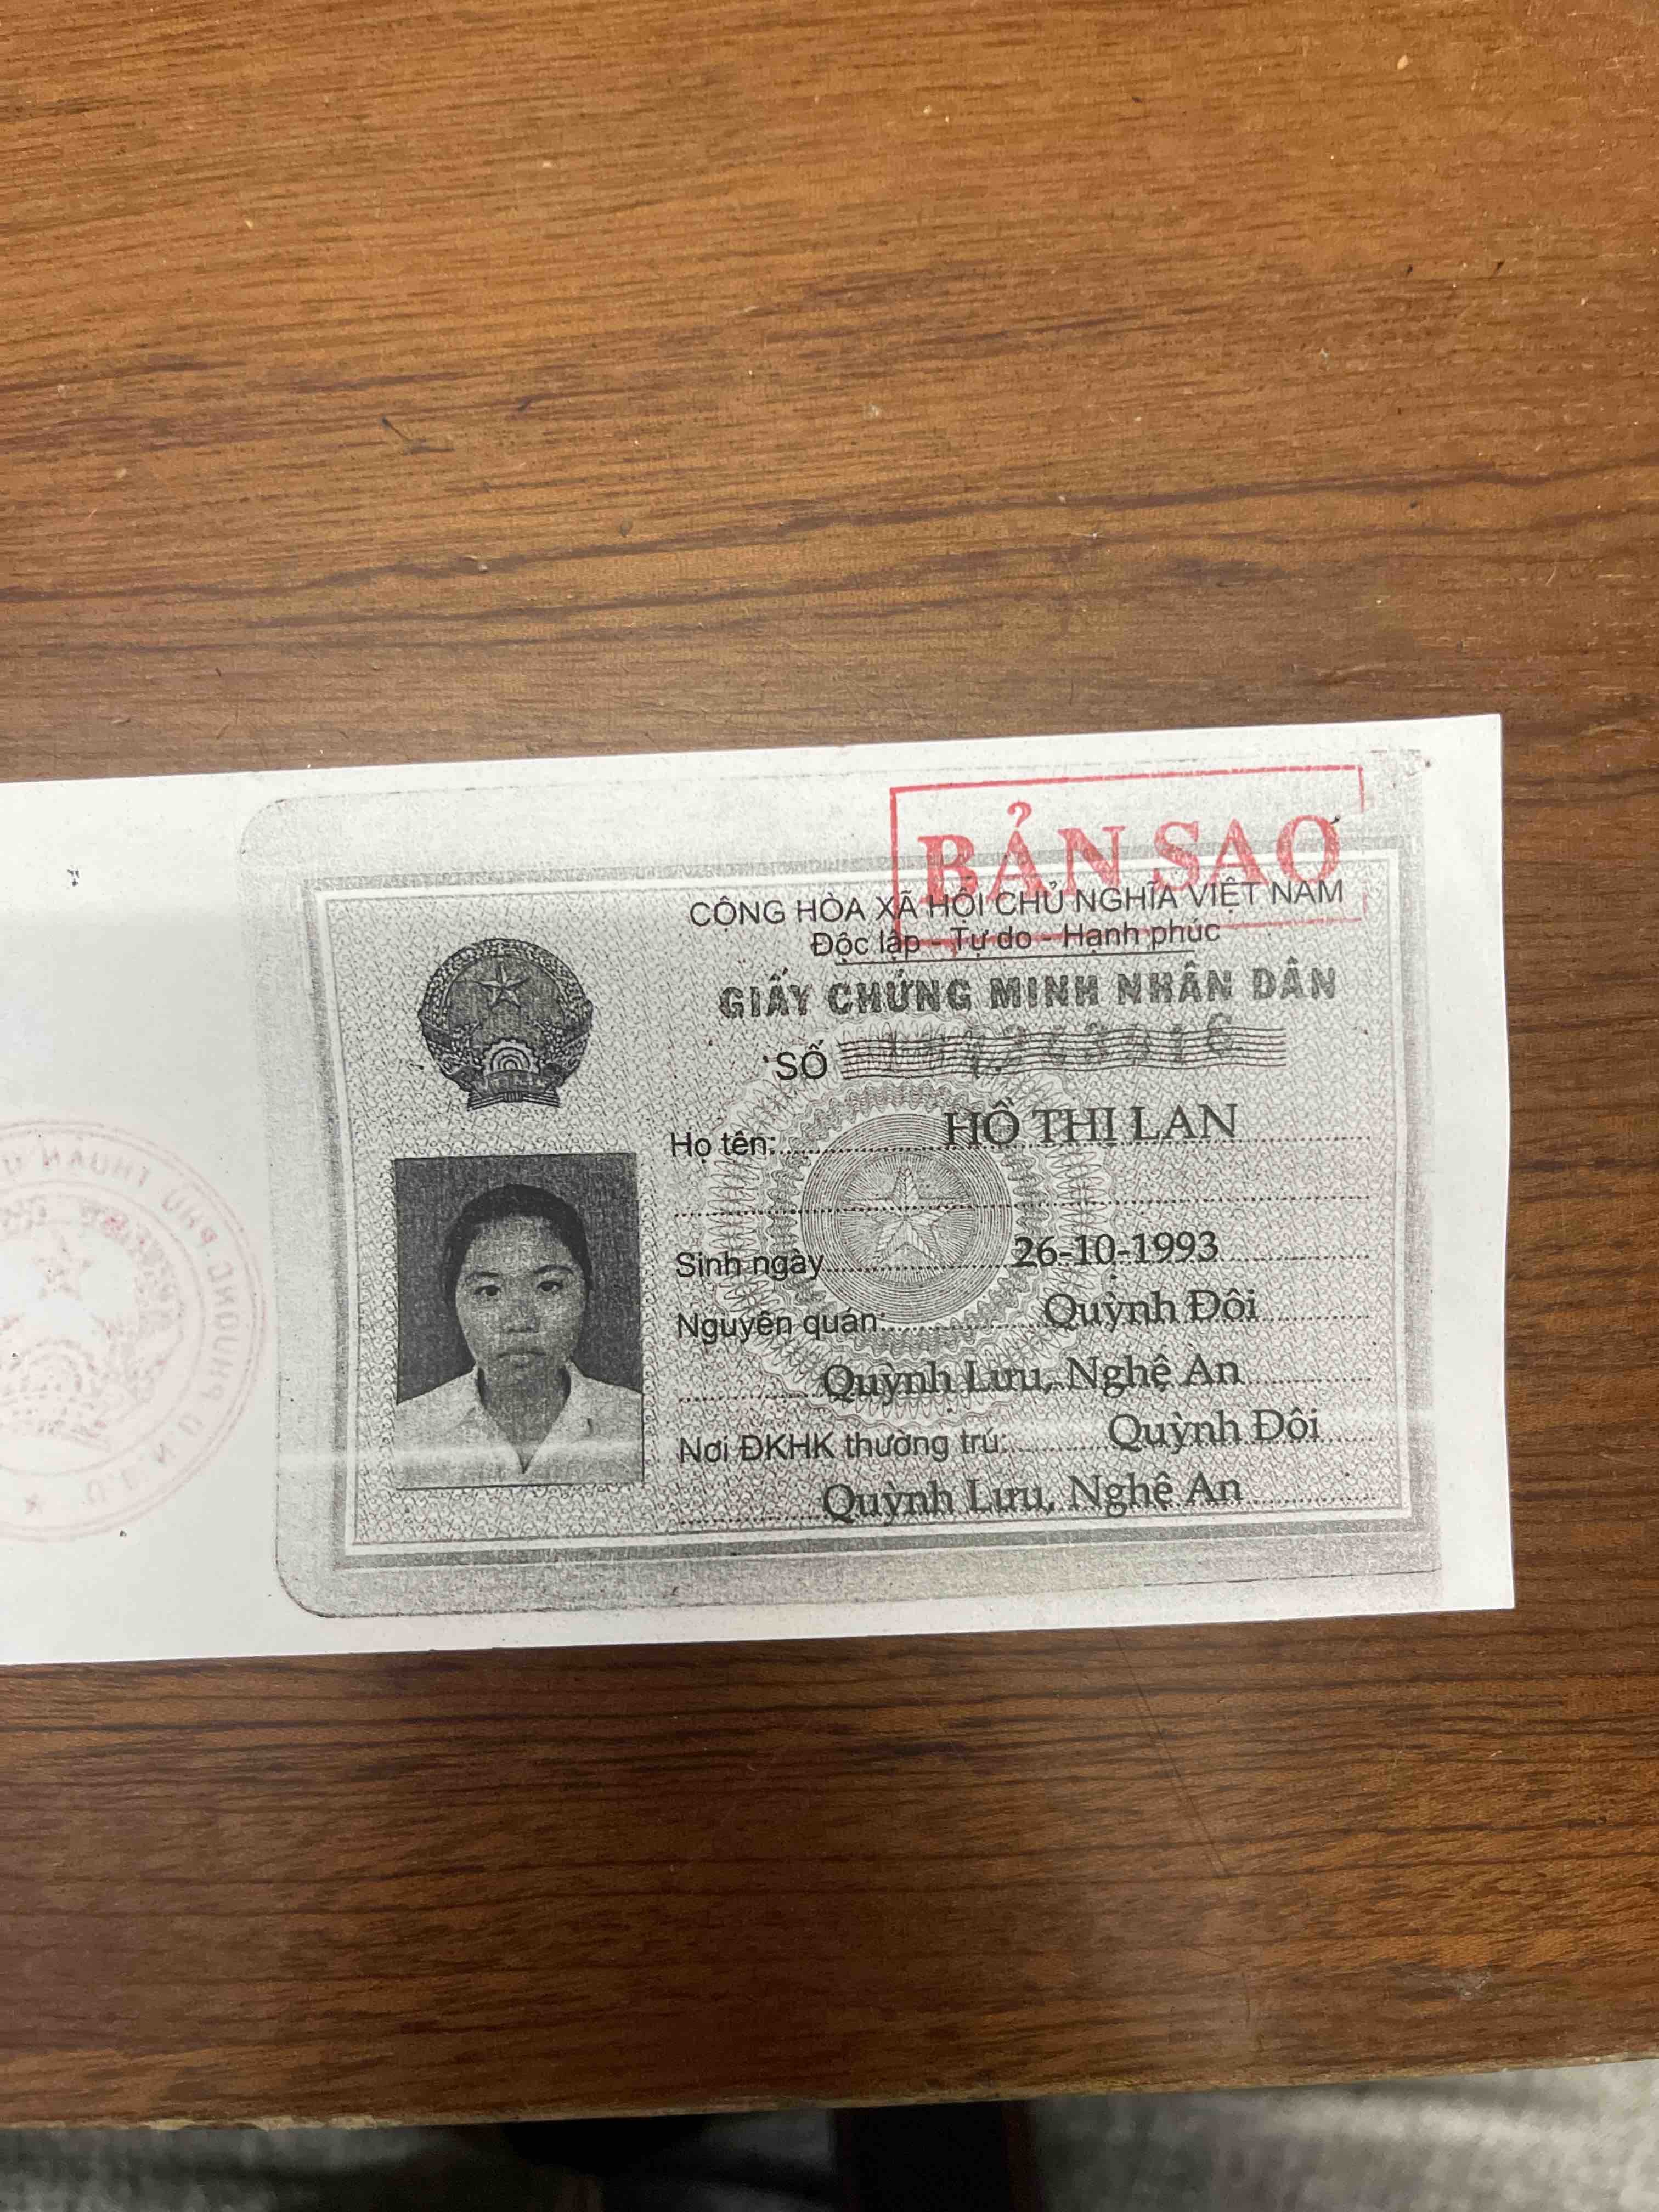 BẢN SAO
CỘNG HÒA XÃ HỘI CHỦ NGHĨA VIỆT NAM
Độc lập - Tự do - Hạnh phúc
GIẤY CHỨNG MINH NHÂN DÂN
SỐ
Họ tên: HỒ THỊ LAN
Sinh ngày 26-10-1993
Nguyên quán: Quỳnh Đôi
Quỳnh Lưu, Nghệ An
Nơi ĐKHK thường trú: Quỳnh Đôi
Quỳnh Lưu, Nghệ An